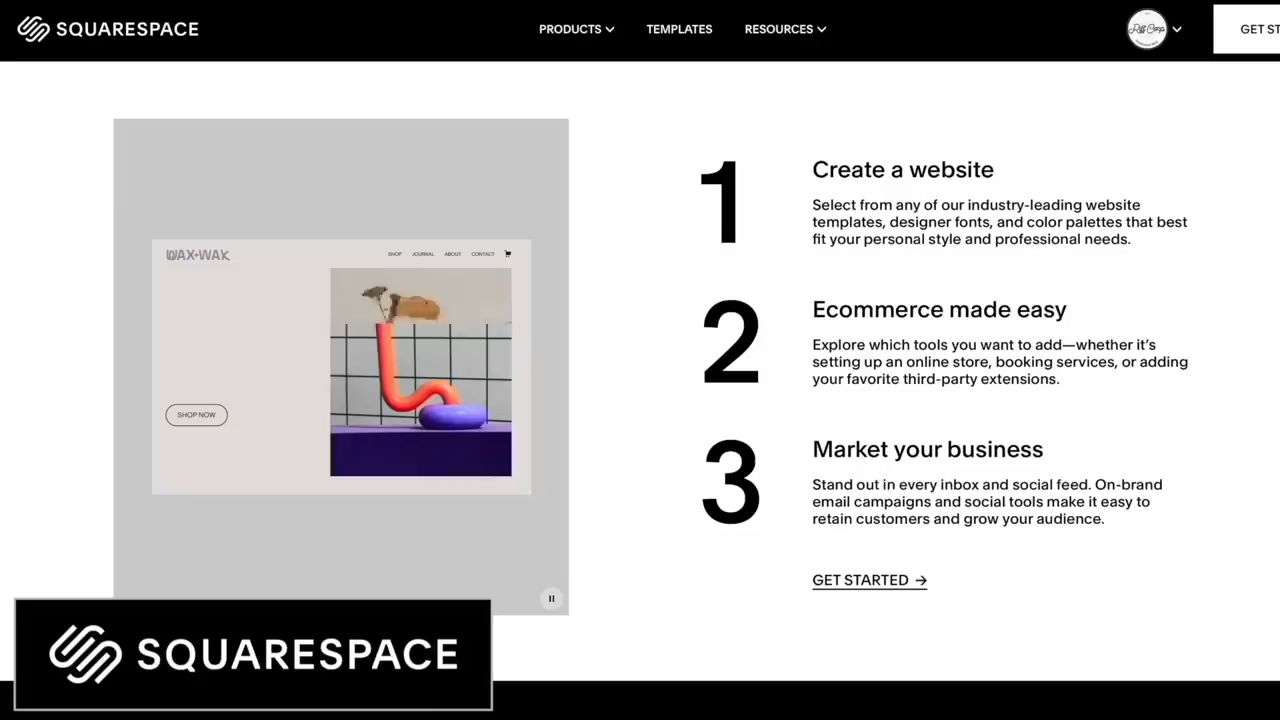 SQUARESPACE
PRODUCTS
TEMPLATES
RESOURCES
Riff Camp
GET ST
WAX+WAK
SHOP
JOURNAL
ABOUT
CONTACT
SHOP NOW
1
Create a website
Select from any of our industry-leading website
templates, designer fonts, and color palettes that best
fit your personal style and professional needs.
2
Ecommerce made easy
Explore which tools you want to add—whether it’s
setting up an online store, booking services, or adding
your favorite third-party extensions.
3
Market your business
Stand out in every inbox and social feed. On-brand
email campaigns and social tools make it easy to
retain customers and grow your audience.
GET STARTED →
SQUARESPACE